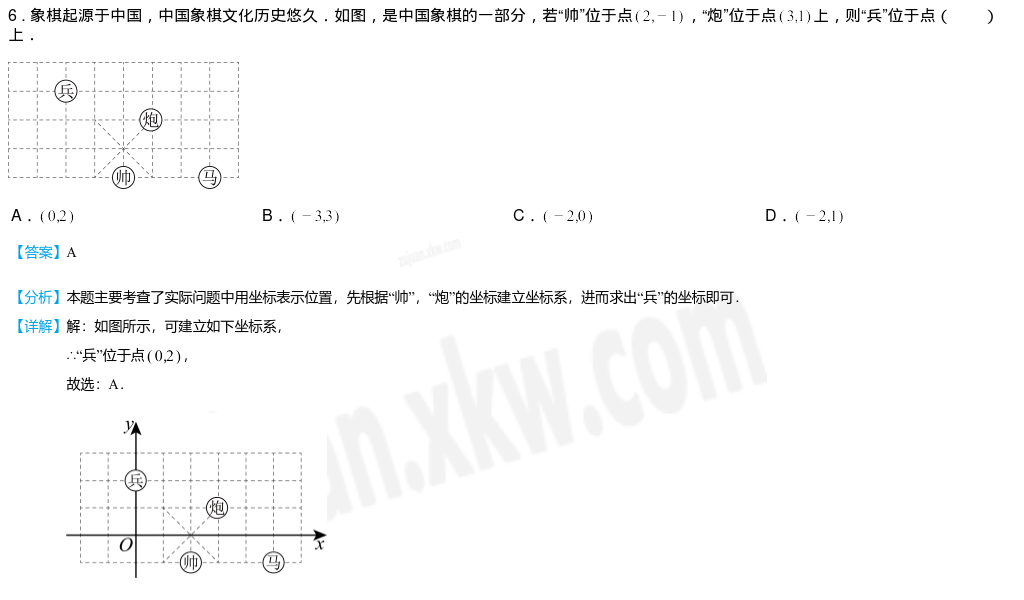 6．象棋起源于中国，中国象棋文化历史悠久．如图，是中国象棋的一部分，若“帅”位于点(2,－1)，“炮”位于点(3,1)上，则“兵”位于点（　　）
上．
兵
炮
帅
马
A．(0,2)
B．(－3,3)
C．(－2,0)
D．(－2,1)
【答案】A
zujuan.xkw.com
【分析】本题主要考查了实际问题中用坐标表示位置，先根据“帅”，“炮”的坐标建立坐标系，进而求出“兵”的坐标即可．
【详解】解：如图所示，可建立如下坐标系，
∴“兵”位于点(0,2)，
故选：A．
an.xkw.com
y
兵
炮
O
x
帅
马